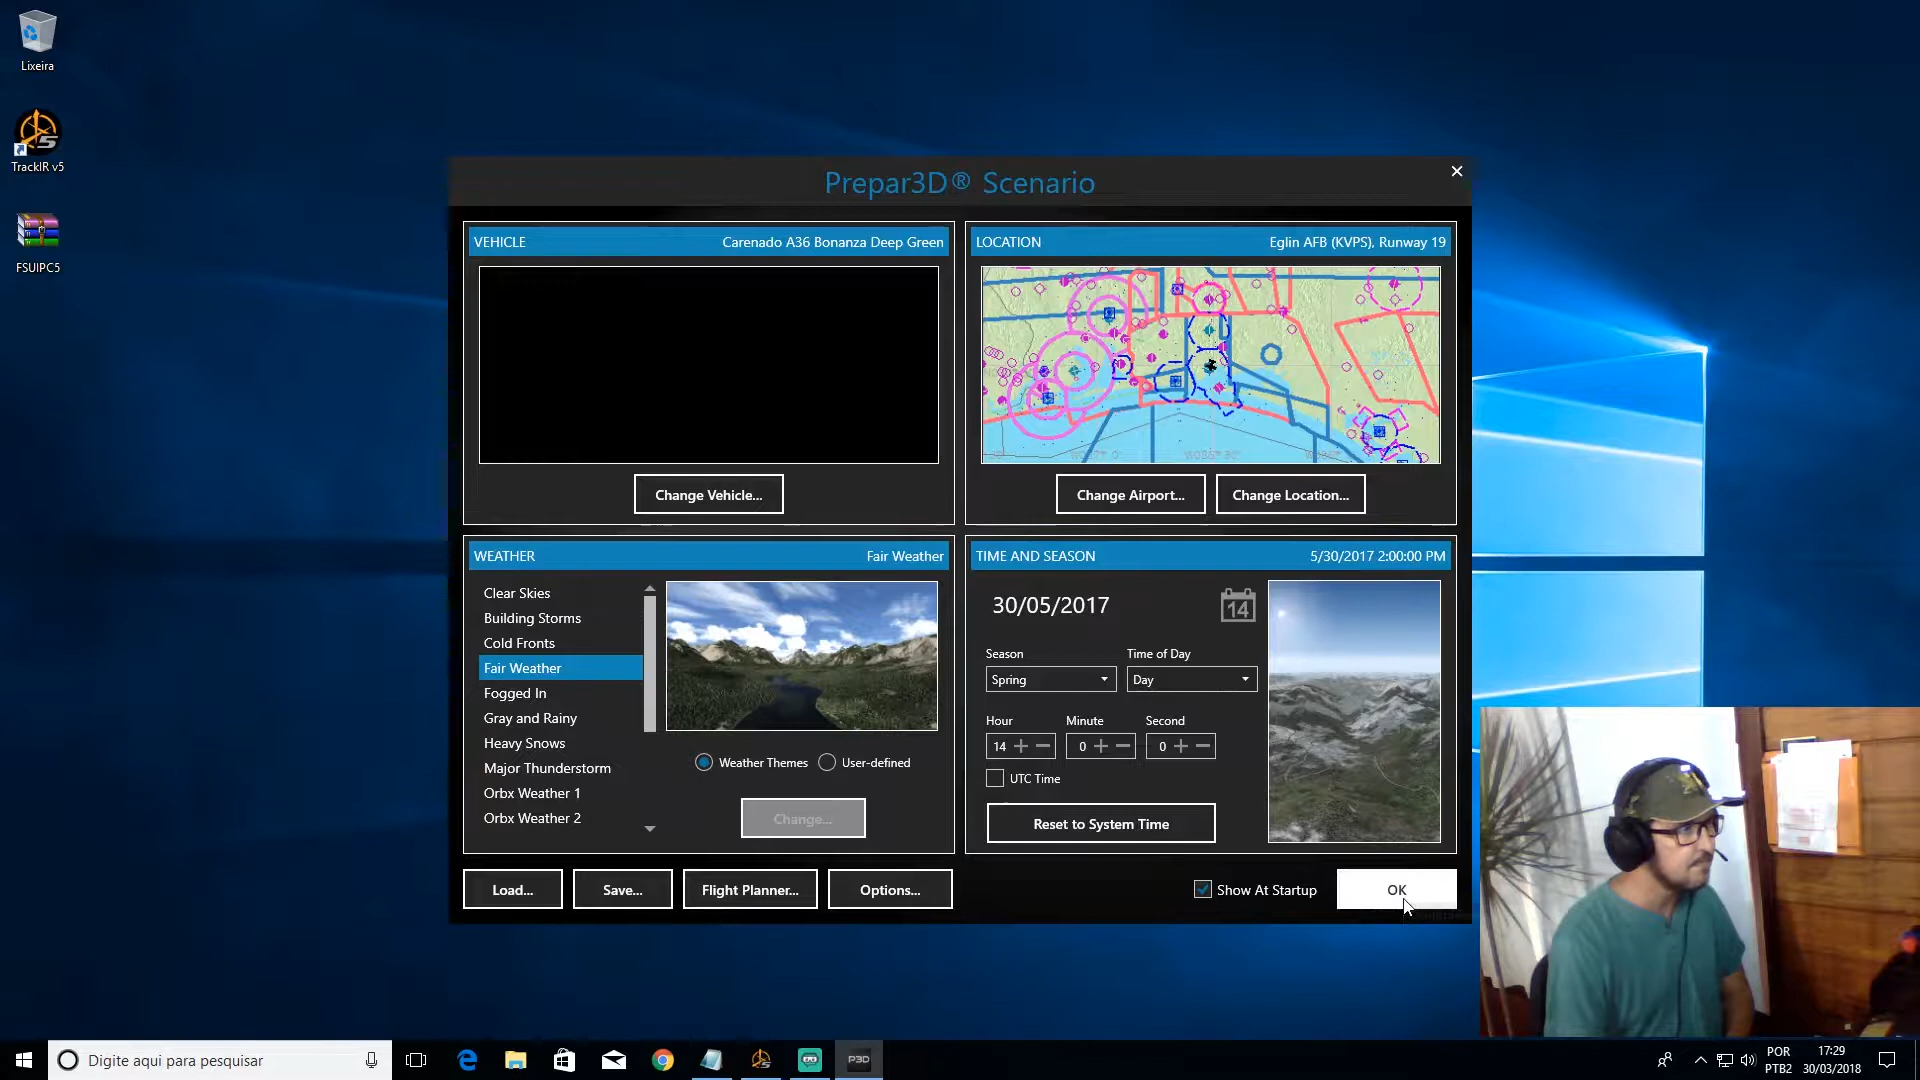 Lixeira
TrackIR v5
FSUIPC5
Prepar3D® Scenario
VEHICLE
Carenado A36 Bonanza Deep Green
Change Vehicle...
LOCATION
Eglin AFB (KVPS), Runway 19
Change Airport...
Change Location...
WEATHER
Fair Weather
Clear Skies
Building Storms
Cold Fronts
Fair Weather
Fogged In
Gray and Rainy
Heavy Snows
Major Thunderstorm
Orbx Weather 1
Orbx Weather 2
Weather Themes
User-defined
Change...
TIME AND SEASON
5/30/2017 2:00:00 PM
30/05/2017
14
Season
Time of Day
Spring
Day
Hour
Minute
Second
14
0
0
UTC Time
Reset to System Time
Load...
Save...
Flight Planner...
Options...
Show At Startup
OK
Digite aqui para pesquisar
P3D
POR
PTB2
17:29
30/03/2018